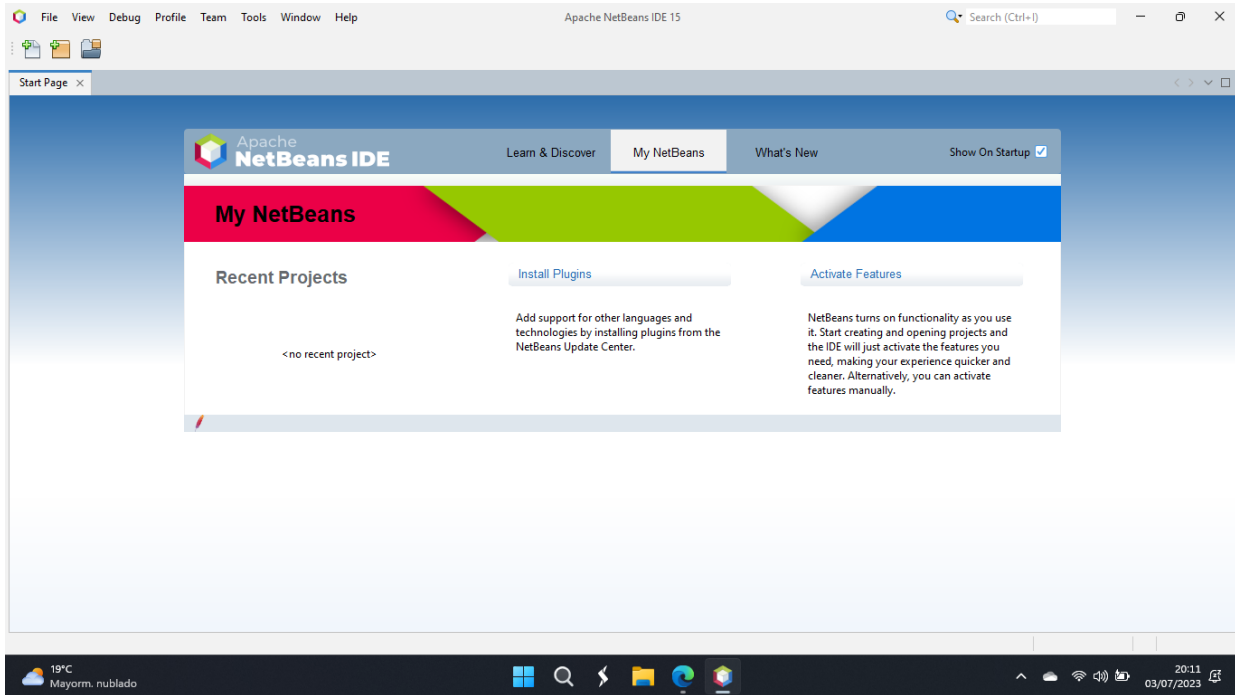 File View Debug Profile Team Tools Window Help Apache NetBeans IDE 15 Search (Ctrl+I)
Start Page
Apache
NetBeans IDE
Learn & Discover My NetBeans What's New Show On Startup
My NetBeans
Recent Projects
<no recent project>
Install Plugins
Add support for other languages and
technologies by installing plugins from the
NetBeans Update Center.
Activate Features
NetBeans turns on functionality as you use
it. Start creating and opening projects and
the IDE will just activate the features you
need, making your experience quicker and
cleaner. Alternatively, you can activate
features manually.
19°C
Mayorm. nublado
20:11
03/07/2023